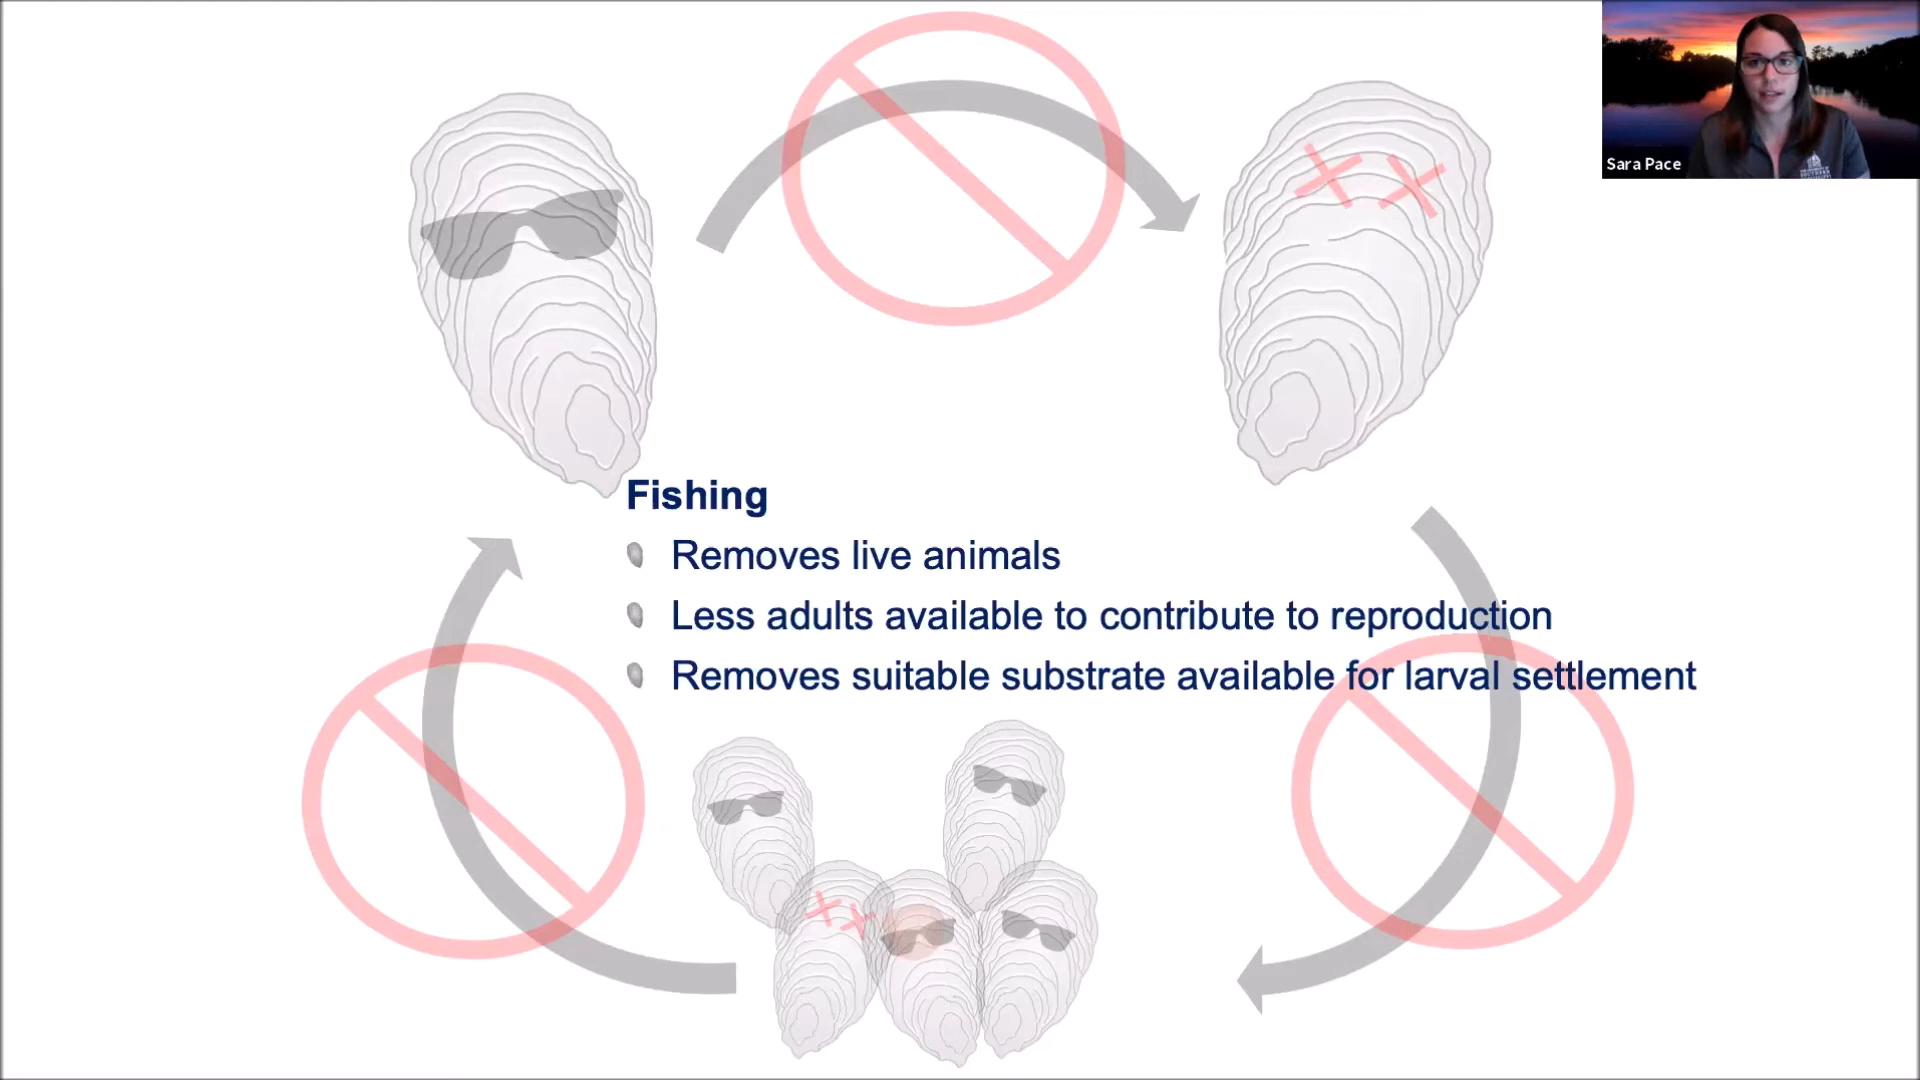 Sara Pace
Fishing
Removes live animals
Less adults available to contribute to reproduction
Removes suitable substrate available for larval settlement